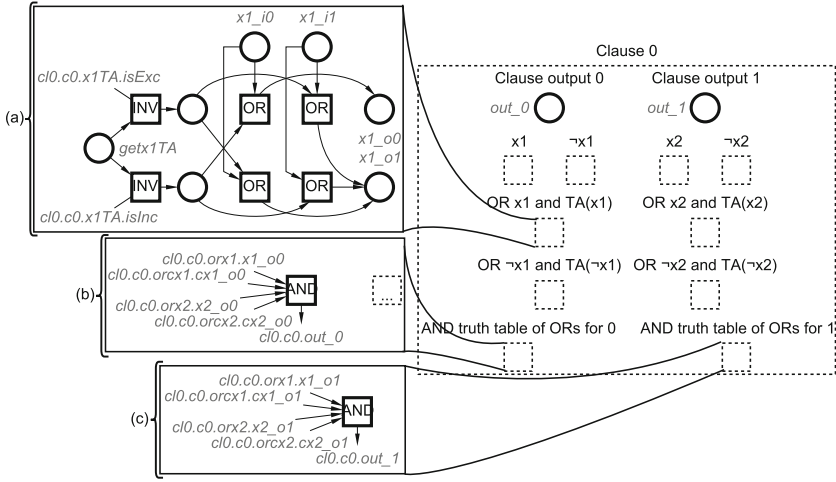 x1_i0 x1_i1
cl0.c0.x1TA.isExc
INV OR OR
(a)
getx1TA
x1_o0
x1_o1
INV OR OR
cl0.c0.x1TA.isInc
Clause 0
Clause output 0 Clause output 1
out_0 out_1
x1 ¬x1 x2 ¬x2
OR x1 and TA(x1) OR x2 and TA(x2)
OR ¬x1 and TA(¬x1) OR ¬x2 and TA(¬x2)
AND truth table of ORs for 0 AND truth table of ORs for 1
(b)
cl0.c0.orx1.x1_o0
cl0.c0.orcx1.cx1_o0
AND
...
cl0.c0.orx2.x2_o0
cl0.c0.orcx2.cx2_o0
cl0.c0.out_0
(c)
cl0.c0.orx1.x1_o1
cl0.c0.orcx1.cx1_o1
AND
cl0.c0.orx2.x2_o1
cl0.c0.orcx2.cx2_o1
cl0.c0.out_1